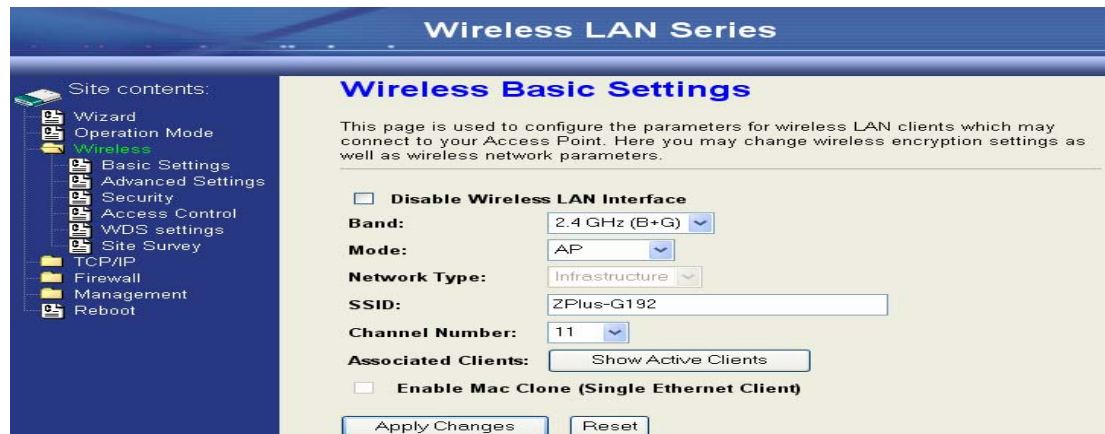 Wireless LAN Series
Site contents:
Wizard
Operation Mode
Wireless
Basic Settings
Advanced Settings
Security
Access Control
WDS settings
Site Survey
TCP/IP
Firewall
Management
Reboot
Wireless Basic Settings
This page is used to configure the parameters for wireless LAN clients which may
connect to your Access Point. Here you may change wireless encryption settings as
well as wireless network parameters.
Disable Wireless LAN Interface
Band: 2.4 GHz (B+G)
Mode: AP
Network Type: Infrastructure
SSID: ZPlus-G192
Channel Number: 11
Associated Clients: Show Active Clients
Enable Mac Clone (Single Ethernet Client)
Apply Changes Reset